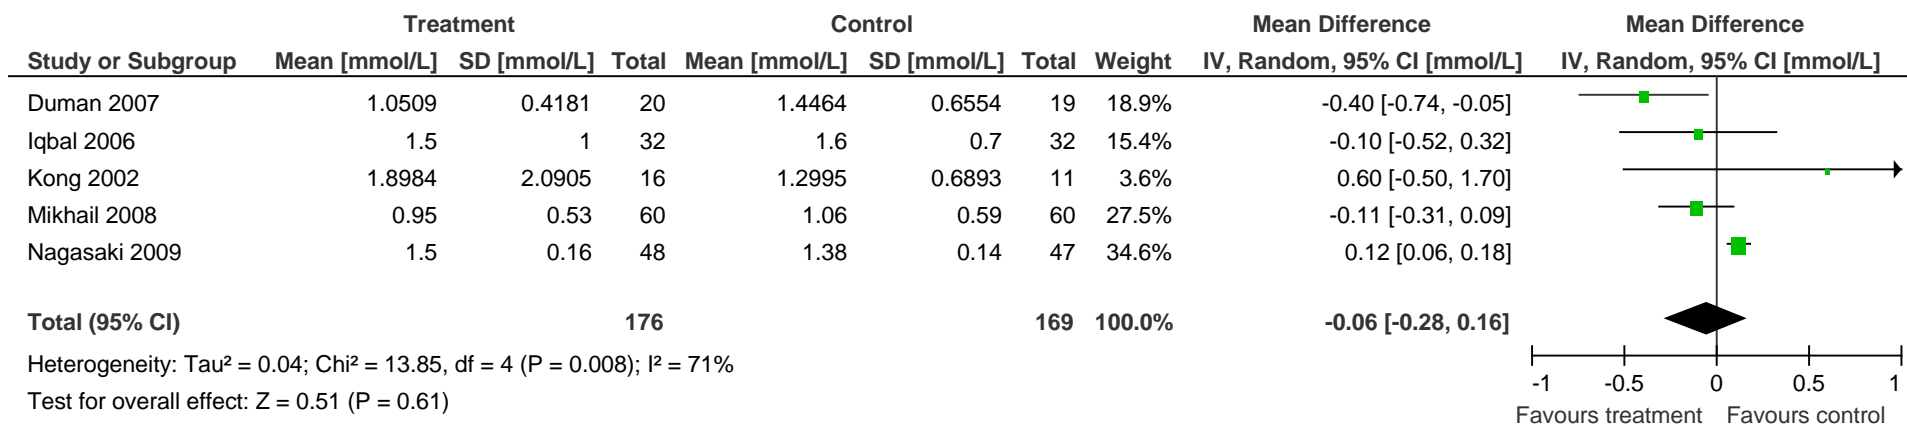 Treatment Control Mean Difference Mean Difference
Study or Subgroup Mean [mmol/L] SD [mmol/L] Total Mean [mmol/L] SD [mmol/L] Total Weight IV, Random, 95% CI [mmol/L] IV, Random, 95% CI [mmol/L]
Duman 2007 1.0509 0.4181 20 1.4464 0.6554 19 18.9% -0.40 [-0.74, -0.05]
Iqbal 2006 1.5 1 32 1.6 0.7 32 15.4% -0.10 [-0.52, 0.32]
Kong 2002 1.8984 2.0905 16 1.2995 0.6893 11 3.6% 0.60 [-0.50, 1.70]
Mikhail 2008 0.95 0.53 60 1.06 0.59 60 27.5% -0.11 [-0.31, 0.09]
Nagasaki 2009 1.5 0.16 48 1.38 0.14 47 34.6% 0.12 [0.06, 0.18]
Total (95% CI) 176 169 100.0% -0.06 [-0.28, 0.16]
Heterogeneity: Tau² = 0.04; Chi² = 13.85, df = 4 (P = 0.008); I² = 71%
Test for overall effect: Z = 0.51 (P = 0.61)
-1 -0.5 0 0.5 1
Favours treatment Favours control